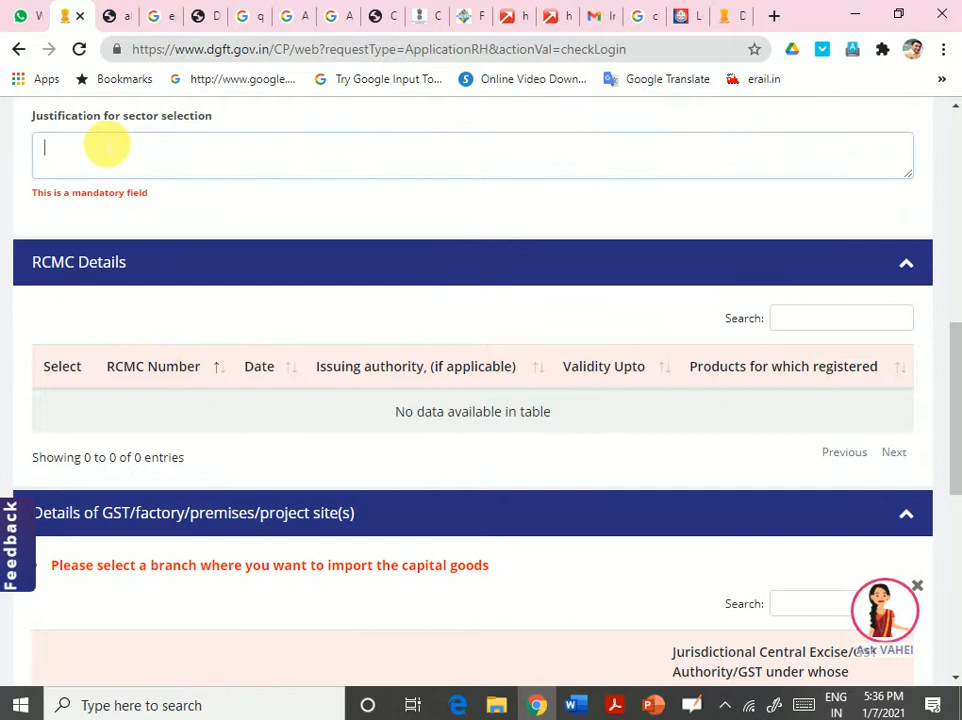 W
a
e
D
q
A
A
C
C
F
h
h
Ir
c
L
D
https://www.dgft.gov.in/CP/web?requestType=ApplicationRH&actionVal=checkLogin
Apps
Bookmarks
http://www.google....
Try Google Input To...
Online Video Down...
Google Translate
erail.in
»
Justification for sector selection
This is a mandatory field
RCMC Details
Search:
Select RCMC Number Date Issuing authority, (if applicable) Validity Upto Products for which registered
No data available in table
Showing 0 to 0 of 0 entries
Previous Next
Feedback
Details of GST/factory/premises/project site(s)
Please select a branch where you want to import the capital goods
Search:
Ask VAHEI
Jurisdictional Central Excise/GST
Authority/GST under whose
Type here to search
ENG
IN
5:36 PM
1/7/2021